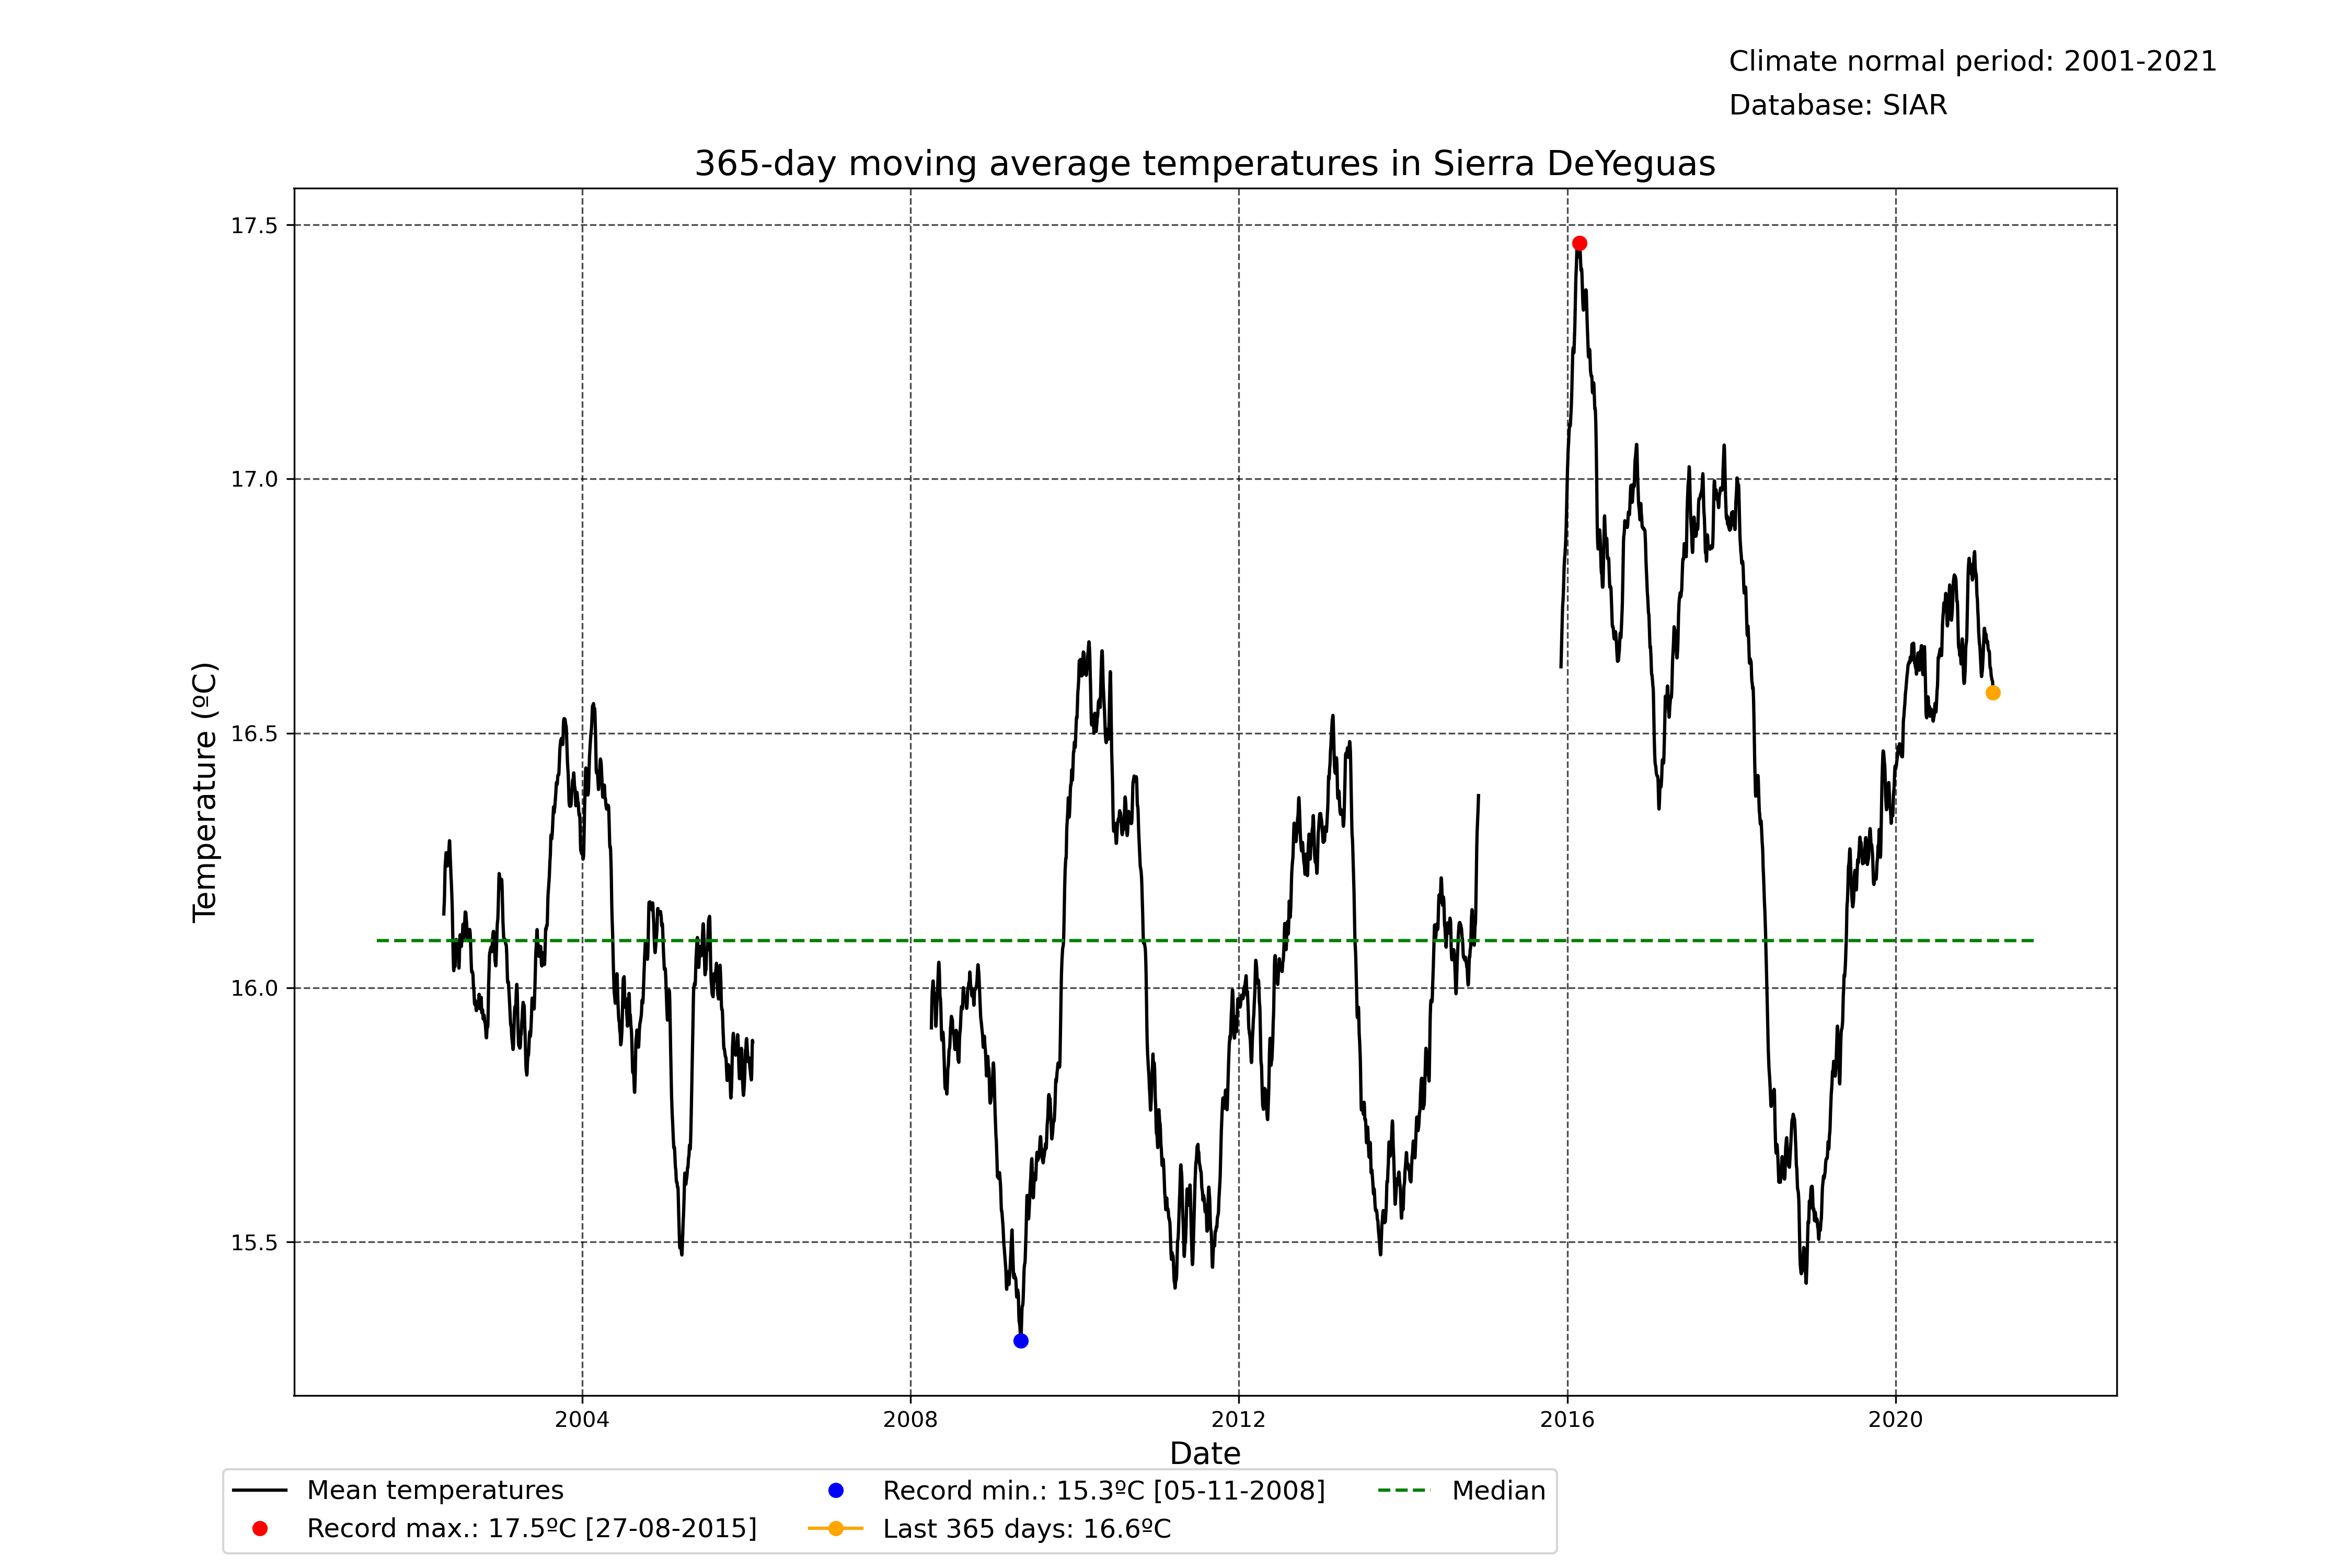 Climate normal period: 2001-2021
Database: SIAR
365-day moving average temperatures in Sierra DeYeguas
17.5
17.0
16.5
16.0
15.5
Temperature (ºC)
2004 2008 2012 2016 2020
Date
Mean temperatures
Record max.: 17.5ºC [27-08-2015]
Record min.: 15.3ºC [05-11-2008]
Last 365 days: 16.6ºC
Median